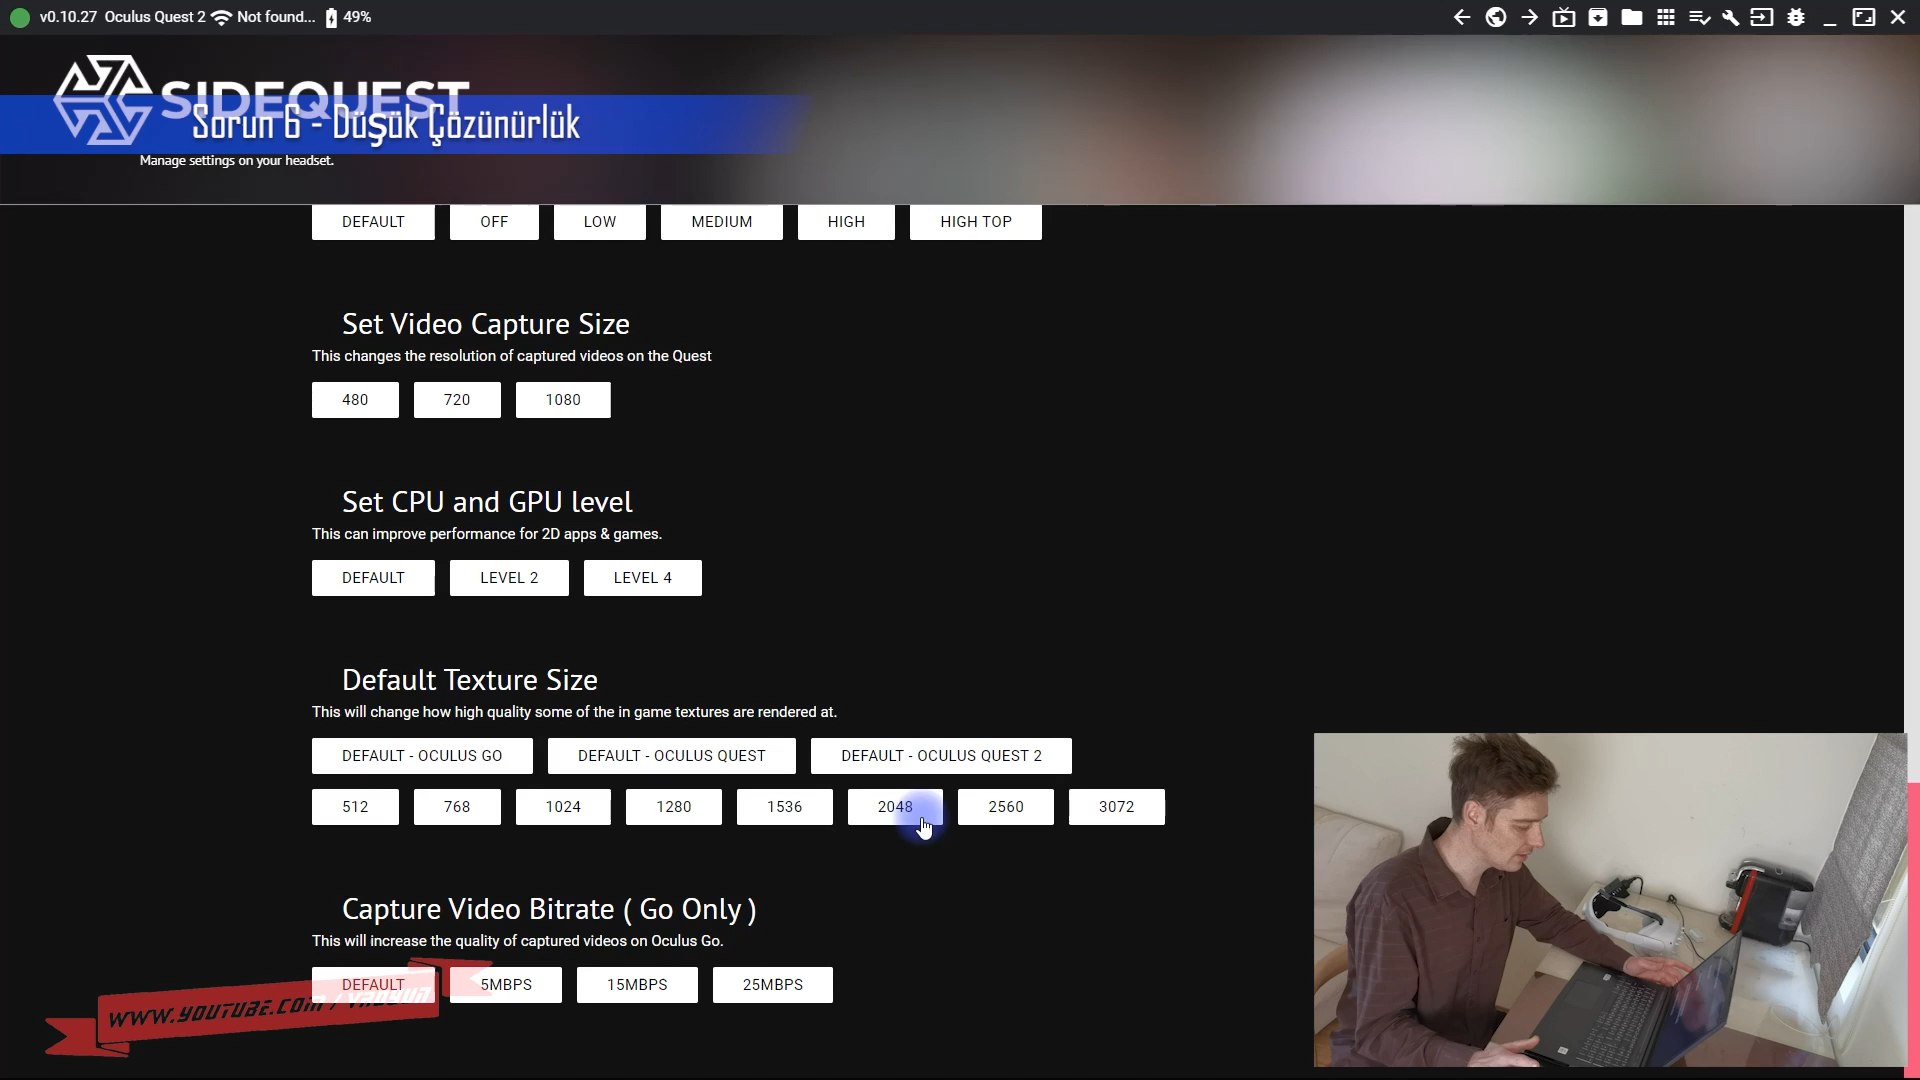 v0.10.27 Oculus Quest 2 Not found... 49%
SIDEQUEST
Sorun 6 - Düşük Çözünürlük
Manage settings on your headset.
DEFAULT OFF LOW MEDIUM HIGH HIGH TOP
Set Video Capture Size
This changes the resolution of captured videos on the Quest
480 720 1080
Set CPU and GPU level
This can improve performance for 2D apps & games.
DEFAULT LEVEL 2 LEVEL 4
Default Texture Size
This will change how high quality some of the in game textures are rendered at.
DEFAULT - OCULUS GO DEFAULT - OCULUS QUEST DEFAULT - OCULUS QUEST 2
512 768 1024 1280 1536 2048 2560 3072
Capture Video Bitrate ( Go Only )
This will increase the quality of captured videos on Oculus Go.
DEFAULT 5MBPS 15MBPS 25MBPS
WWW.YOUTUBE.COM /